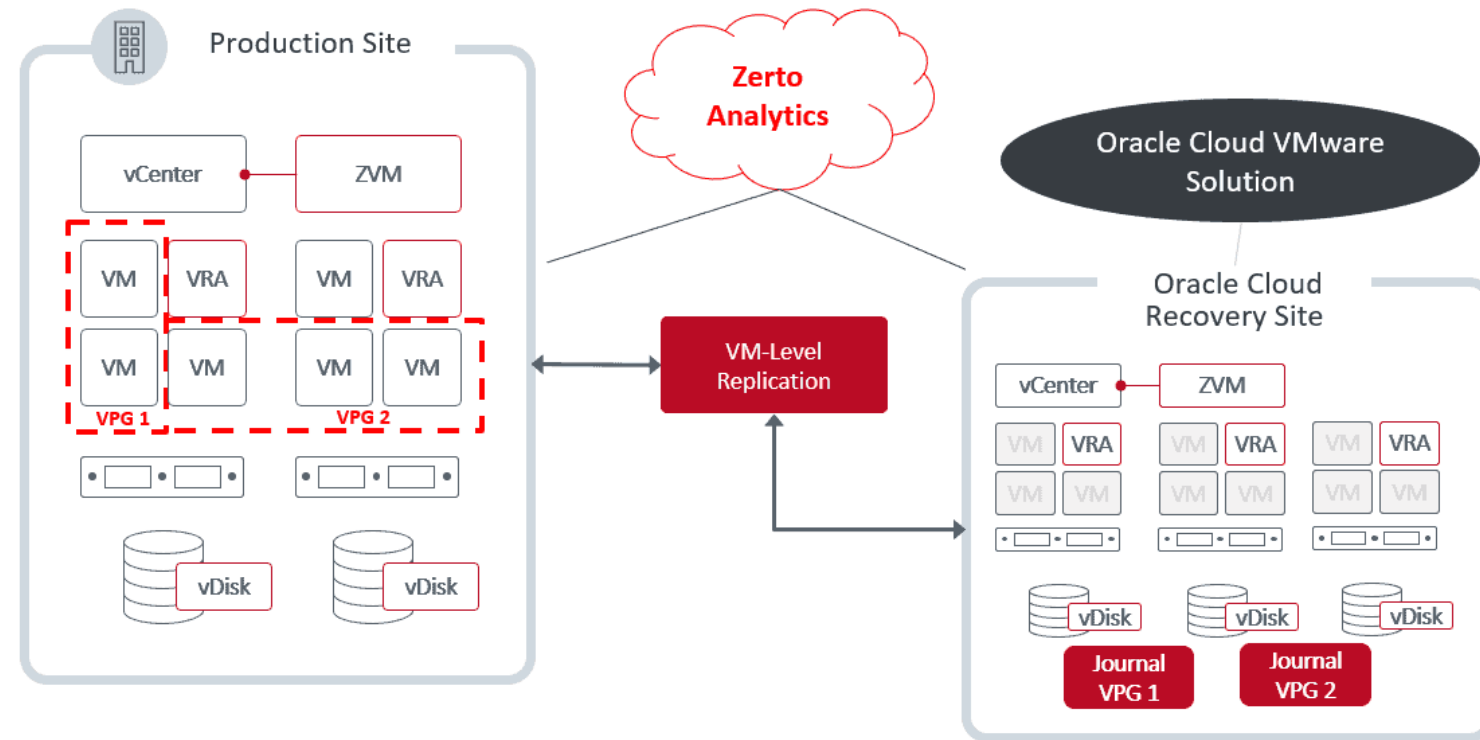 Production Site
Zerto
Analytics
Oracle Cloud VMware
Solution
vCenter
ZVM
VM
VRA
VM
VRA
VM
VM
VM
VM
VPG 1
VPG 2
vDisk
vDisk
VM-Level
Replication
Oracle Cloud
Recovery Site
vCenter
ZVM
VM
VRA
VM
VRA
VM
VRA
VM
VM
VM
VM
VM
VM
vDisk
vDisk
vDisk
Journal
VPG 1
Journal
VPG 2